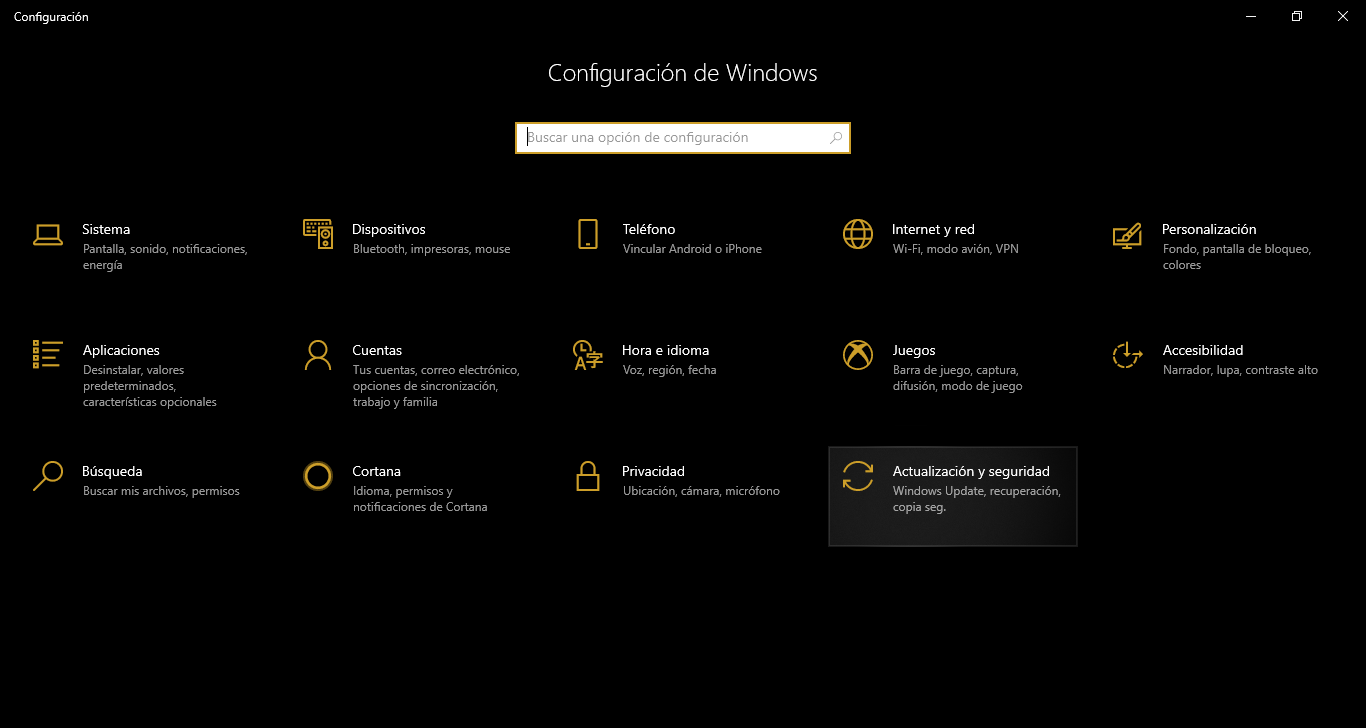 Configuración
Configuración de Windows
Buscar una opción de configuración
Sistema
Pantalla, sonido, notificaciones,
energía
Dispositivos
Bluetooth, impresoras, mouse
Teléfono
Vincular Android o iPhone
Internet y red
Wi-Fi, modo avión, VPN
Personalización
Fondo, pantalla de bloqueo,
colores
Aplicaciones
Desinstalar, valores
predeterminados,
características opcionales
Cuentas
Tus cuentas, correo electrónico,
opciones de sincronización,
trabajo y familia
Hora e idioma
Voz, región, fecha
Juegos
Barra de juego, captura,
difusión, modo de juego
Accesibilidad
Narrador, lupa, contraste alto
Búsqueda
Buscar mis archivos, permisos
Cortana
Idioma, permisos y
notificaciones de Cortana
Privacidad
Ubicación, cámara, micrófono
Actualización y seguridad
Windows Update, recuperación,
copia seg.